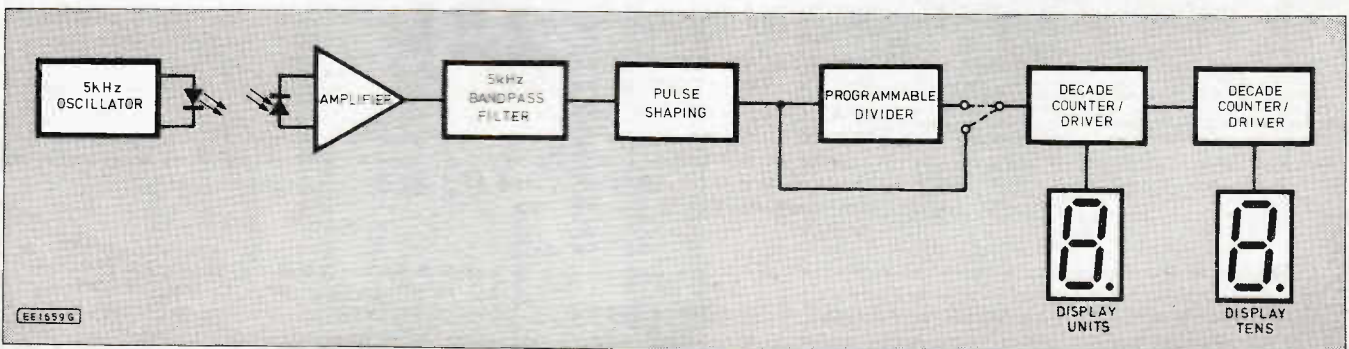 5kHz
OSCILLATOR
AMPLIFIER
5kHz
BANDPASS
FILTER
PULSE
SHAPING
PROGRAMMABLE
DIVIDER
DECADE
COUNTER/
DRIVER
DECADE
COUNTER/
DRIVER
DISPLAY
UNITS
DISPLAY
TENS
EE1659G